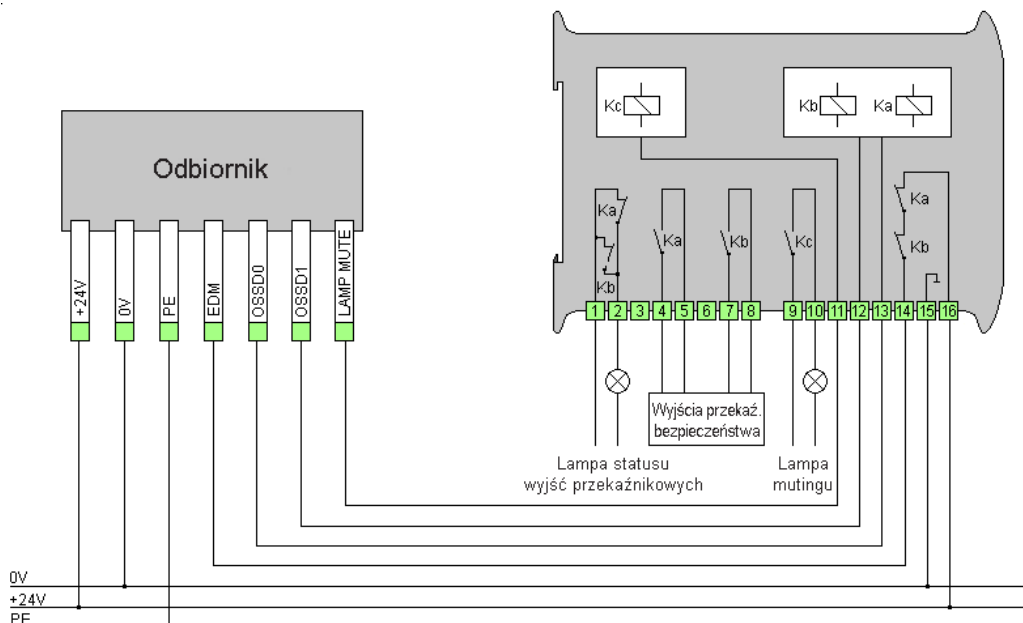 Kc
Kb
Ka
Odbiornik
Ka
Kb
Ka
Kb
Kc
Ka
Kb
+24V
0V
PE
EDM
OSSD0
OSSD1
LAMP MUTE
1 2 3 4 5 6 7 8 9 10 11 12 13 14 15 16
Wyjścia przekaź.
bezpieczeństwa
Lampa statusu
wyjść przekaźnikowych
Lampa
mutingu
0V
+24V
PE